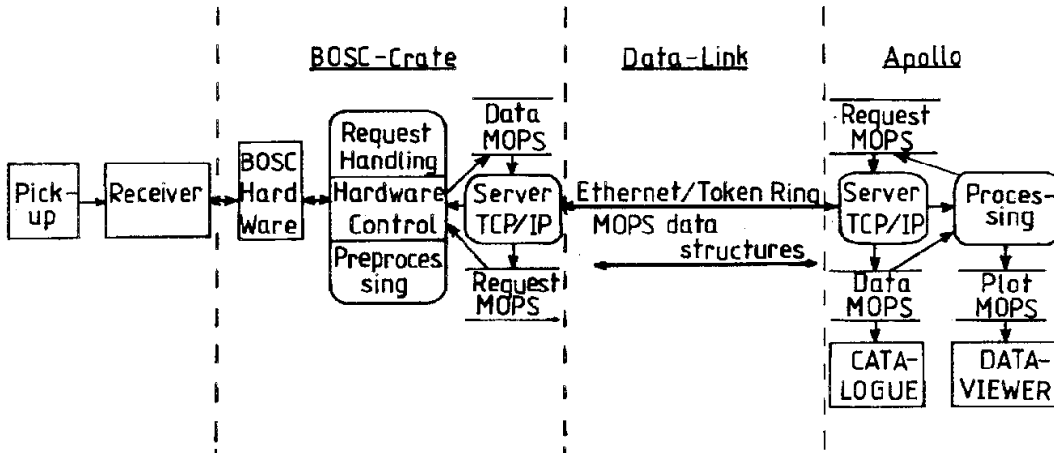 BOSC-Crate
Data-Link
Apollo
Pick-
up
Receiver
BOSC
Hard
Ware
Request
Handling
Hardware
Control
Preproces
sing
Data
MOPS
Server
TCP/IP
Request
MOPS
Ethernet/Token Ring
MOPS data
structures
Request
MOPS
Server
TCP/IP
Data
MOPS
CATA-
LOGUE
Proces-
sing
Plot
MOPS
DATA-
VIEWER